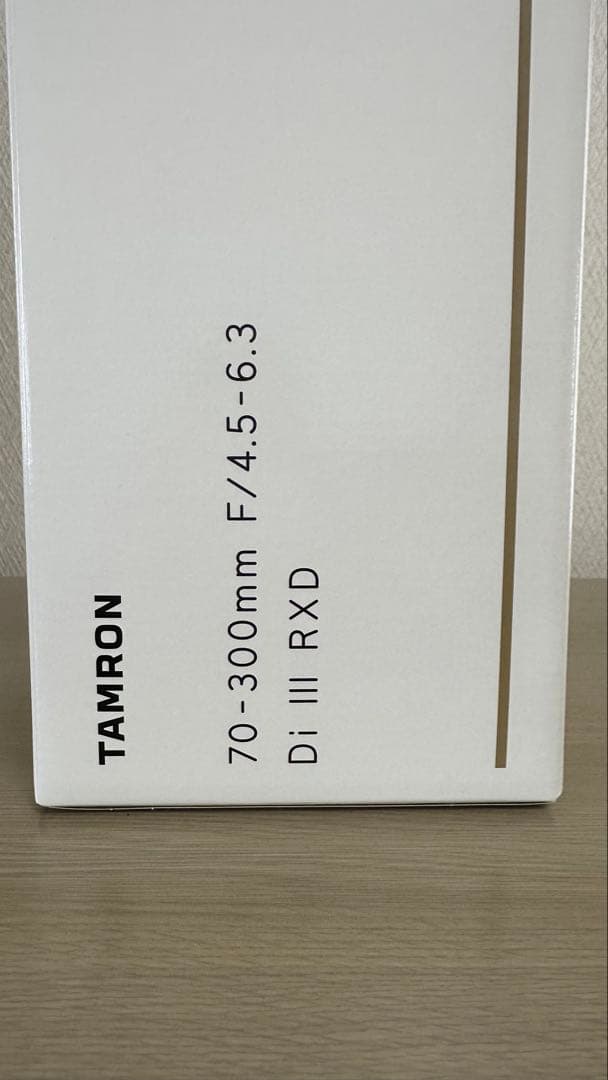 TAMRON
70-300mm F/4.5-6.3
Di III RXD